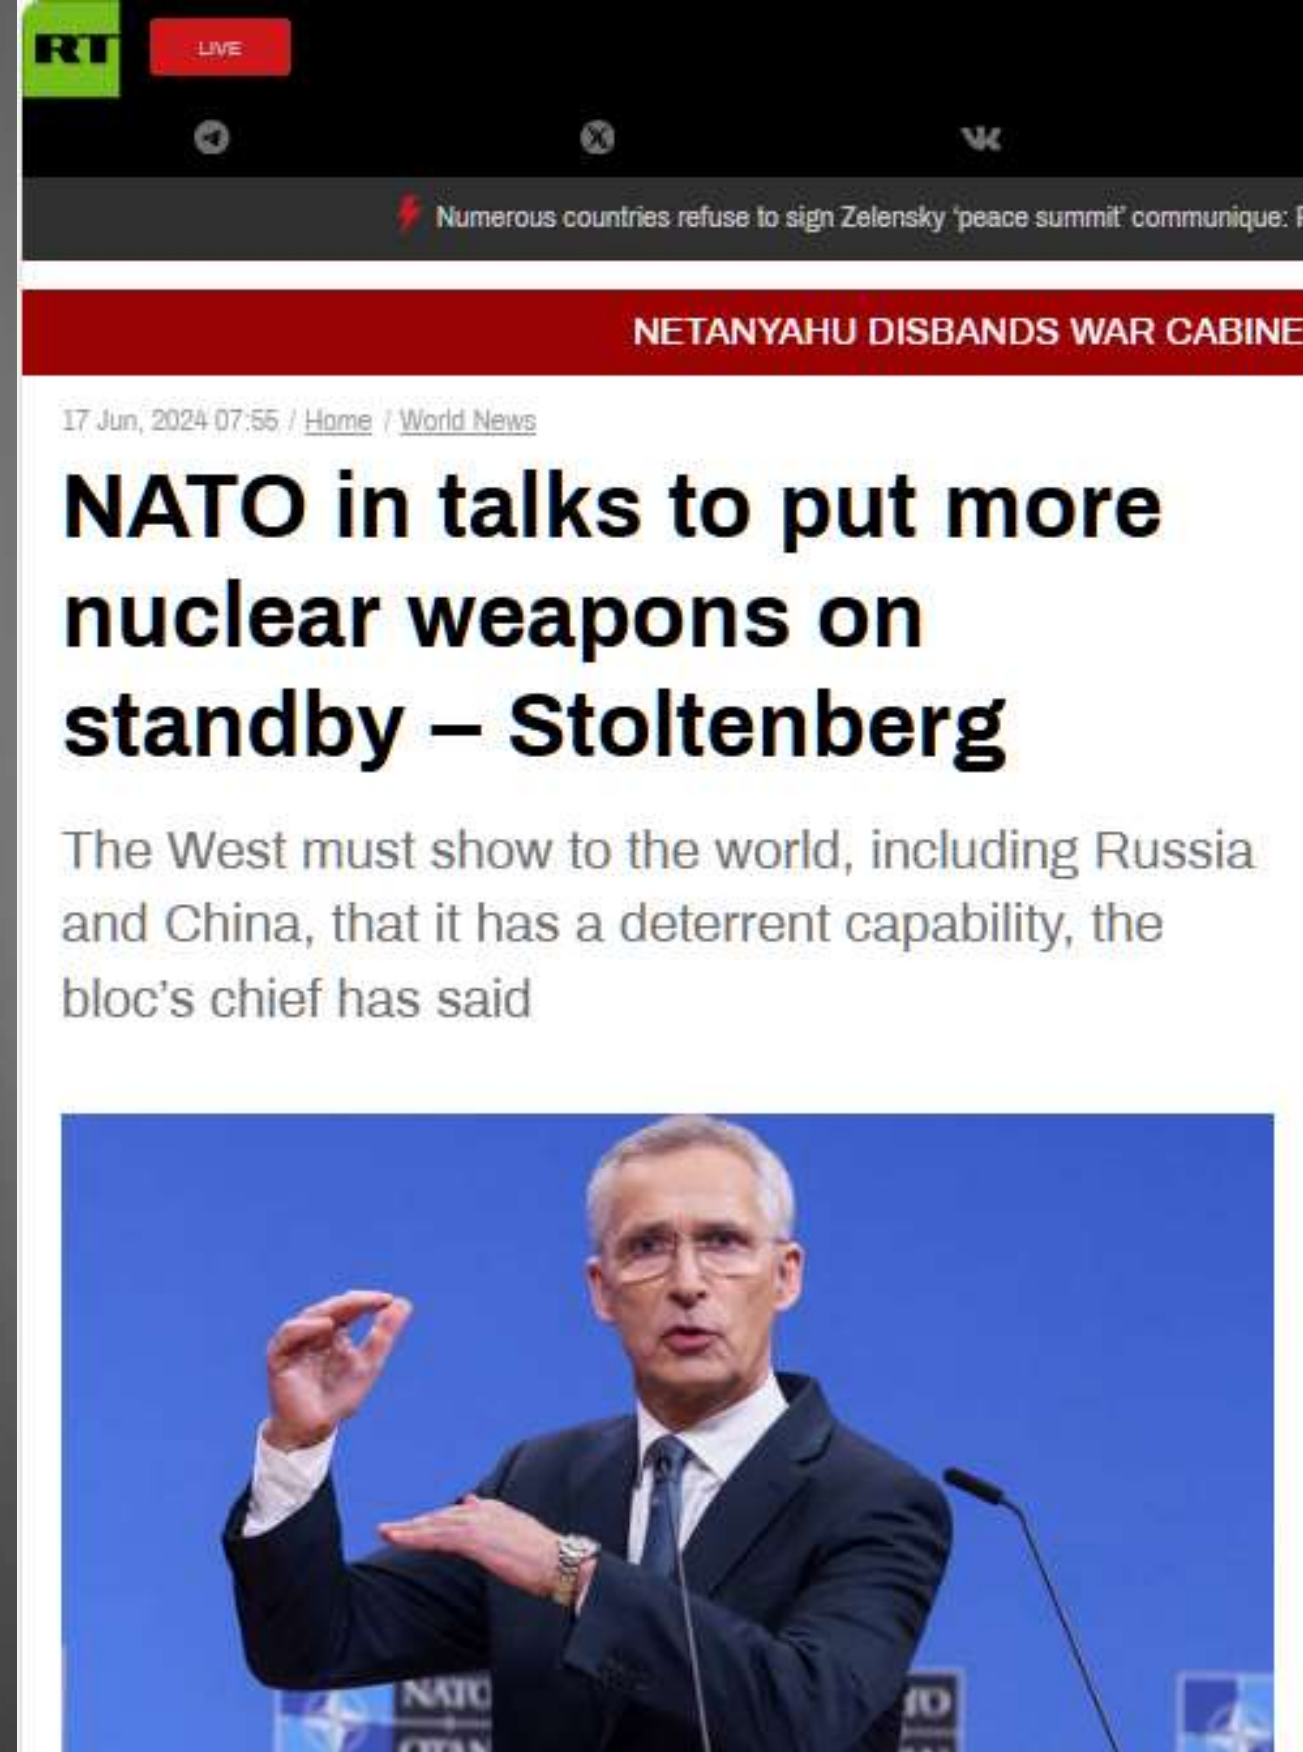 RT
LIVE
Numerous countries refuse to sign Zelensky ‘peace summit’ communique:
NETANYAHU DISBANDS WAR CABINE
17 Jun, 2024 07:55 / Home / World News
NATO in talks to put more
nuclear weapons on
standby – Stoltenberg
The West must show to the world, including Russia
and China, that it has a deterrent capability, the
bloc’s chief has said
NATO
OTAN